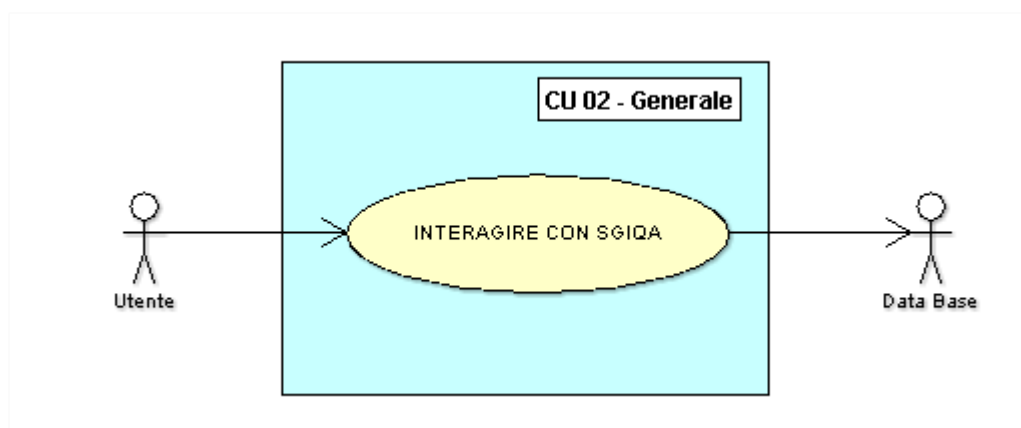 CU 02 - Generale
INTERAGIRE CON SGIQA
Utente
Data Base